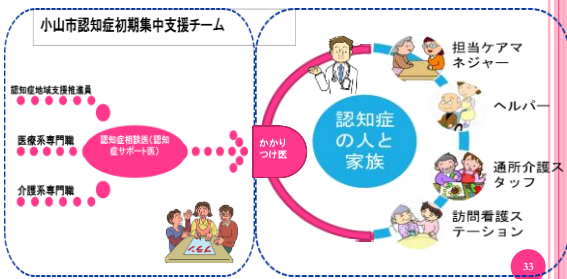 小山市認知症初期集中支援チーム
認知症地域支援推進員
医療系専門職
介護系専門職
認知症相談医(認知
症サポート医)
プラン
かかり
つけ医
認知症
の人と
家族
担当ケアマ
ネジャー
ヘルパー
通所介護ス
タッフ
訪問看護ス
テーション
33